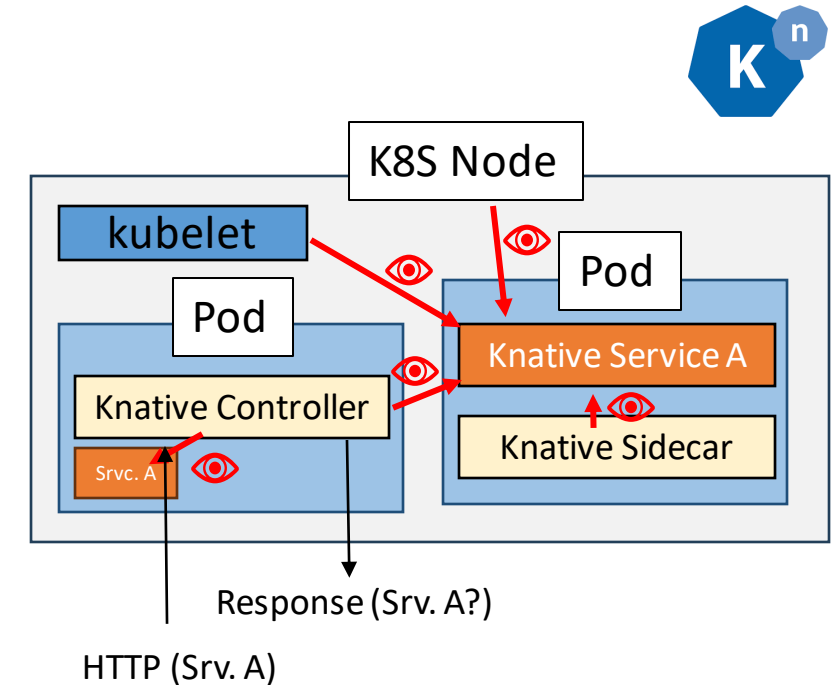 K
n
K8S Node
kubelet
Pod
Pod
Knative Service A
Knative Controller
Knative Sidecar
Srvc. A
Response (Srv. A?)
HTTP (Srv. A)